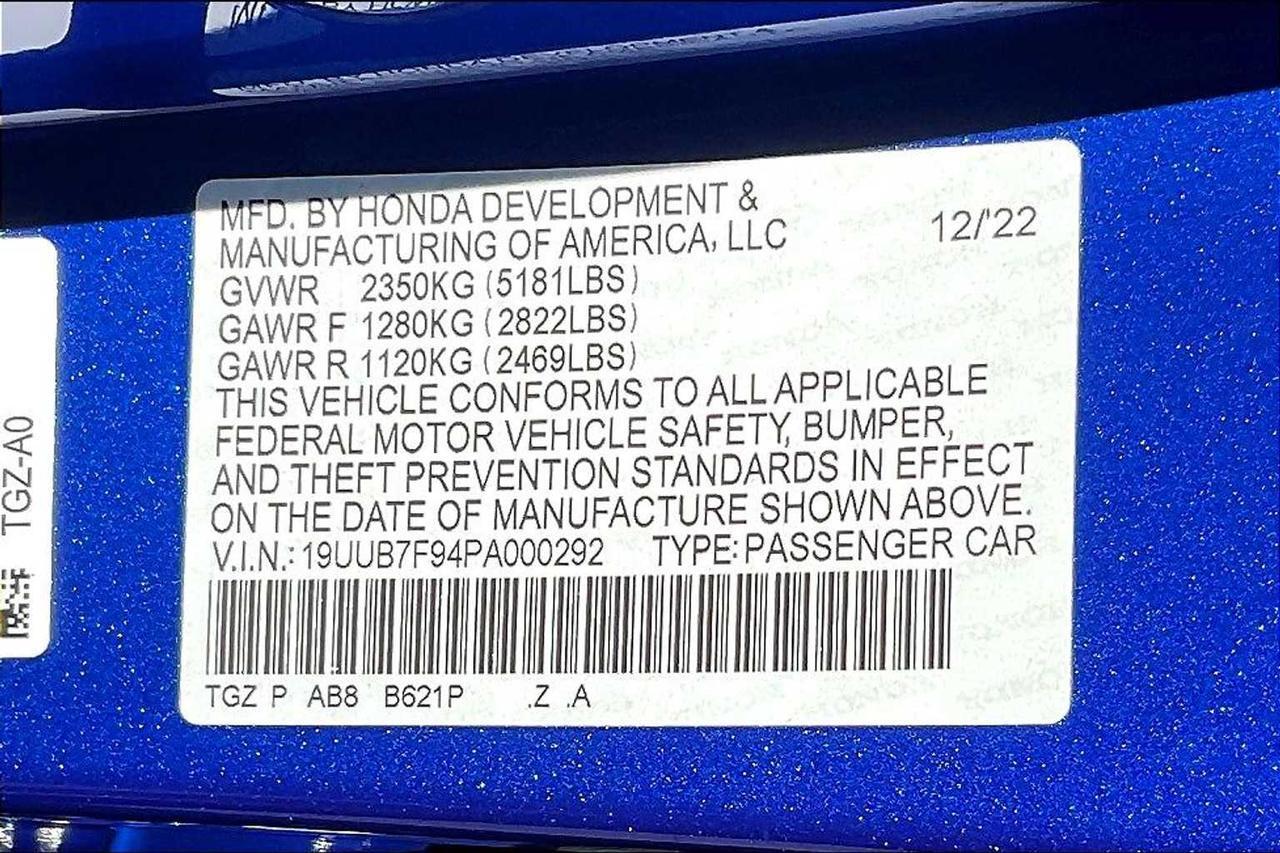 MFD. BY HONDA DEVELOPMENT &
MANUFACTURING OF AMERICA, LLC 12/'22
GVWR 2350KG (5181LBS)
GAWR F 1280KG (2822LBS)
GAWR R 1120KG (2469LBS)
THIS VEHICLE CONFORMS TO ALL APPLICABLE
FEDERAL MOTOR VEHICLE SAFETY, BUMPER,
AND THEFT PREVENTION STANDARDS IN EFFECT
ON THE DATE OF MANUFACTURE SHOWN ABOVE.
V.I.N.: 19UUB7F94PA000292 TYPE: PASSENGER CAR
TGZ P AB8 B621P .Z .A
TGZ-A0